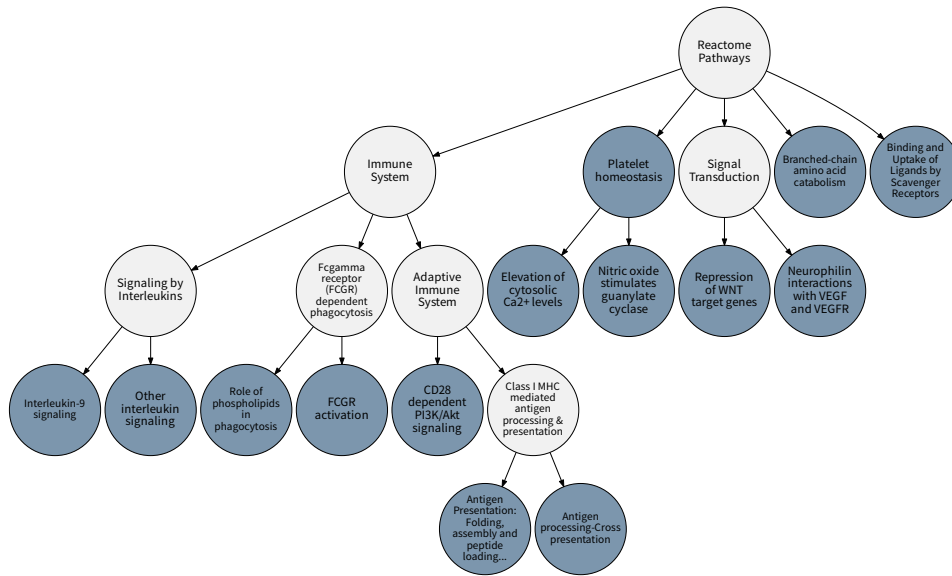 Reactome
Pathways
Immune
System
Platelet
homeostasis
Signal
Transduction
Branched-chain
amino acid
catabolism
Binding and
Uptake of
Ligands by
Scavenger
Receptors
Signaling by
Interleukins
Fcgamma
receptor
(FCGR)
dependent
phagocytosis
Adaptive
Immune
System
Elevation of
cytosolic
Ca2+ levels
Nitric oxide
stimulates
guanylate
cyclase
Repression
of WNT
target genes
Neurophilin
interactions
with VEGF
and VEGFR
Interleukin-9
signaling
Other
interleukin
signaling
Role of
phospholipids
in
phagocytosis
FCGR
activation
CD28
dependent
PI3K/Akt
signaling
Class I MHC
mediated
antigen
processing &
presentation
Antigen
Presentation:
Folding,
assembly and
peptide
loading...
Antigen
processing-Cross
presentation